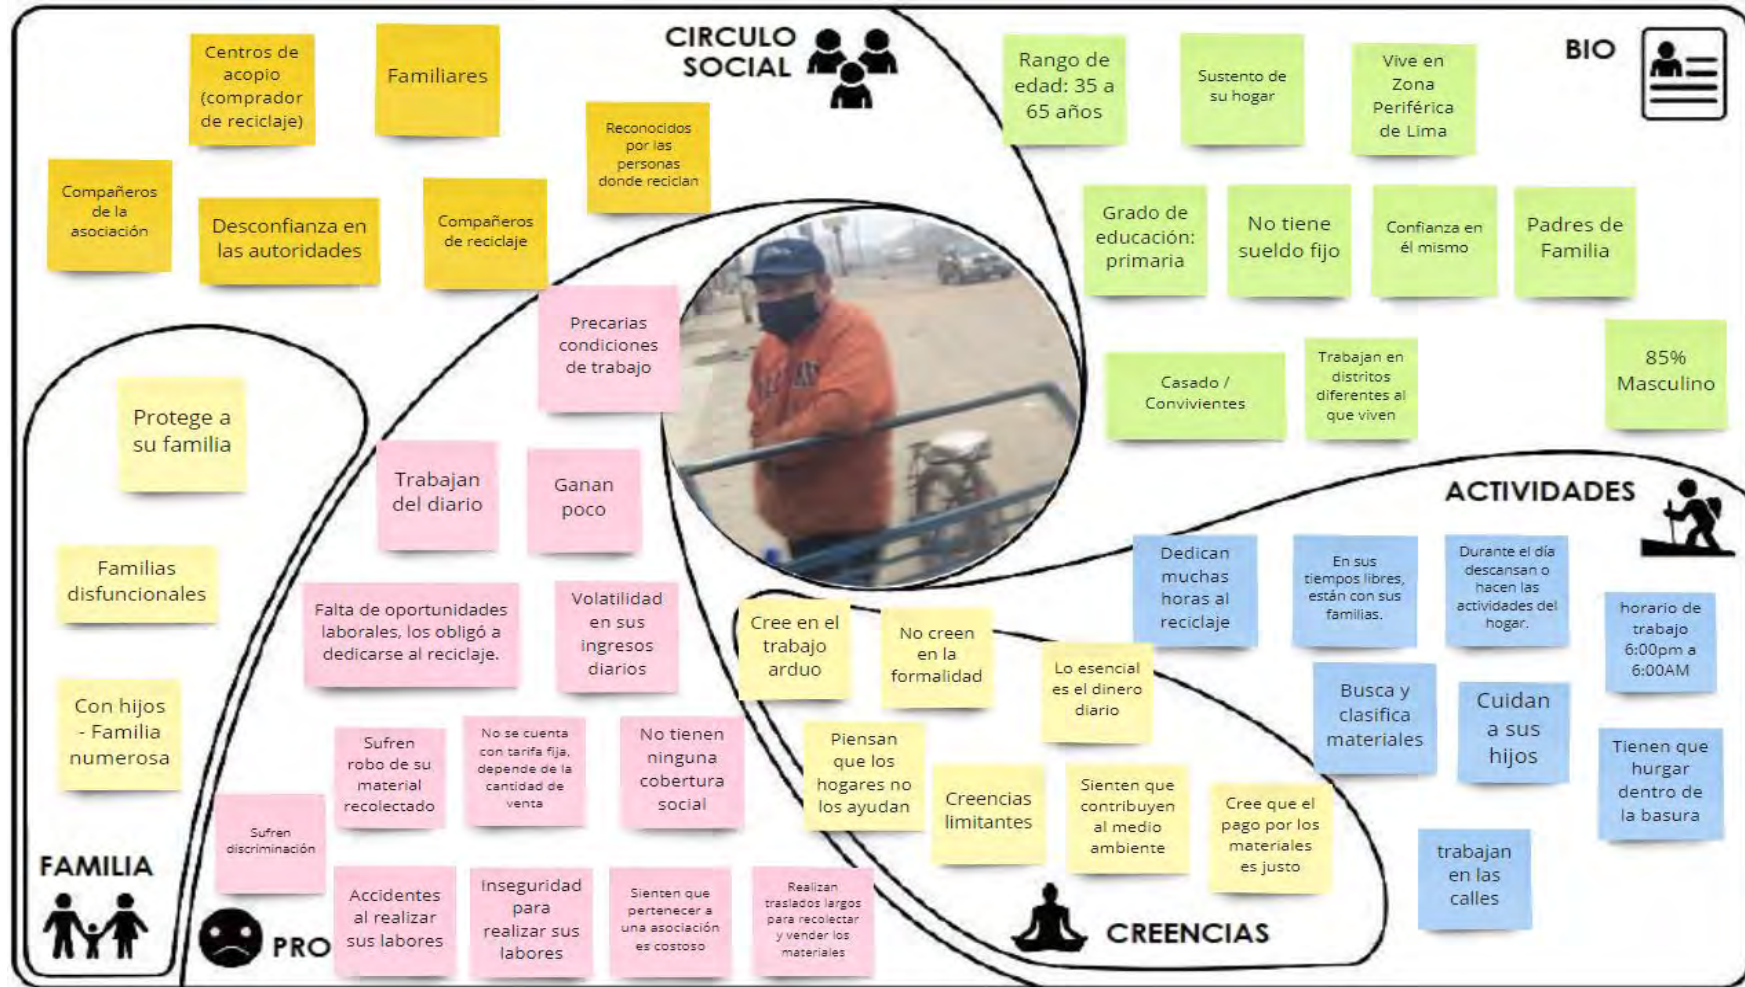 CIRCULO
SOCIAL
Centros de
acopio
(comprador
de reciclaje)
Familiares
Reconocidos
por las
personas
donde reciclan
Compañeros
de la
asociación
Desconfianza en
las autoridades
Compañeros
de reciclaje
BIO
Rango de
edad: 35 a
65 años
Sustento de
su hogar
Vive en
Zona
Periférica
de Lima
Grado de
educación:
primaria
No tiene
sueldo fijo
Confianza en
él mismo
Padres de
Familia
Casado /
Convivientes
Trabajan en
distritos
diferentes al
que viven
85%
Masculino
FAMILIA
Protege a
su familia
Familias
disfuncionales
Con hijos
- Familia
numerosa
PRO
Precarias
condiciones
de trabajo
Trabajan
del diario
Ganan
poco
Falta de oportunidades
laborales, los obligó a
dedicarse al reciclaje.
Volatilidad
en sus
ingresos
diarios
Sufren
robo de su
material
recolectado
No se cuenta
con tarifa fija,
depende de la
cantidad de
venta
No tienen
ninguna
cobertura
social
Sufren
discriminación
Accidentes
al realizar
sus labores
Inseguridad
para
realizar sus
labores
Sienten que
pertenecer a
una asociación
es costoso
Realizan
traslados largos
para recolectar
y vender los
materiales
CREENCIAS
Cree en el
trabajo
arduo
No creen
en la
formalidad
Lo esencial
es el dinero
diario
Piensan
que los
hogares no
los ayudan
Creencias
limitantes
Sienten que
contribuyen
al medio
ambiente
Cree que el
pago por los
materiales
es justo
ACTIVIDADES
Dedican
muchas
horas al
reciclaje
En sus
tiempos libres,
están con sus
familias.
Durante el día
descansan o
hacen las
actividades del
hogar.
horario de
trabajo
6:00pm a
6:00AM
Busca y
clasifica
materiales
Cuidan
a sus
hijos
Tienen que
hurgar
dentro de
la basura
trabajan
en las
calles